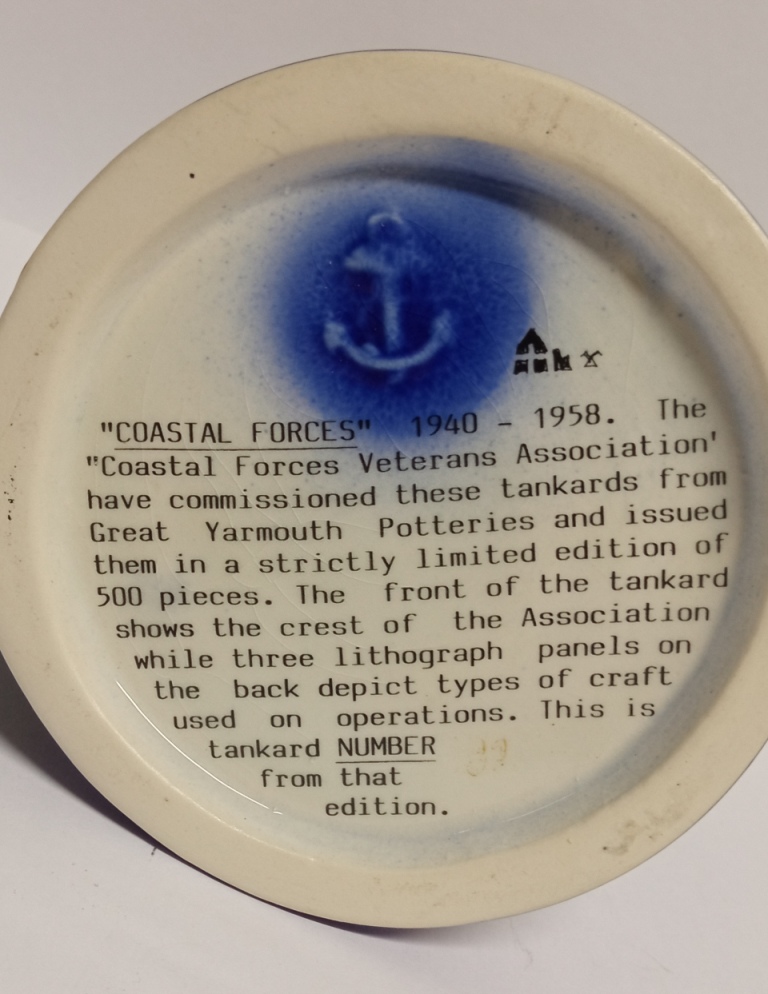 "COASTAL FORCES" 1940 - 1958. The
"Coastal Forces Veterans Association'
have commissioned these tankards from
Great Yarmouth Potteries and issued
them in a strictly limited edition of
500 pieces. The front of the tankard
shows the crest of the Association
while three lithograph panels on
the back depict types of craft
used on operations. This is
tankard NUMBER
from that
edition.